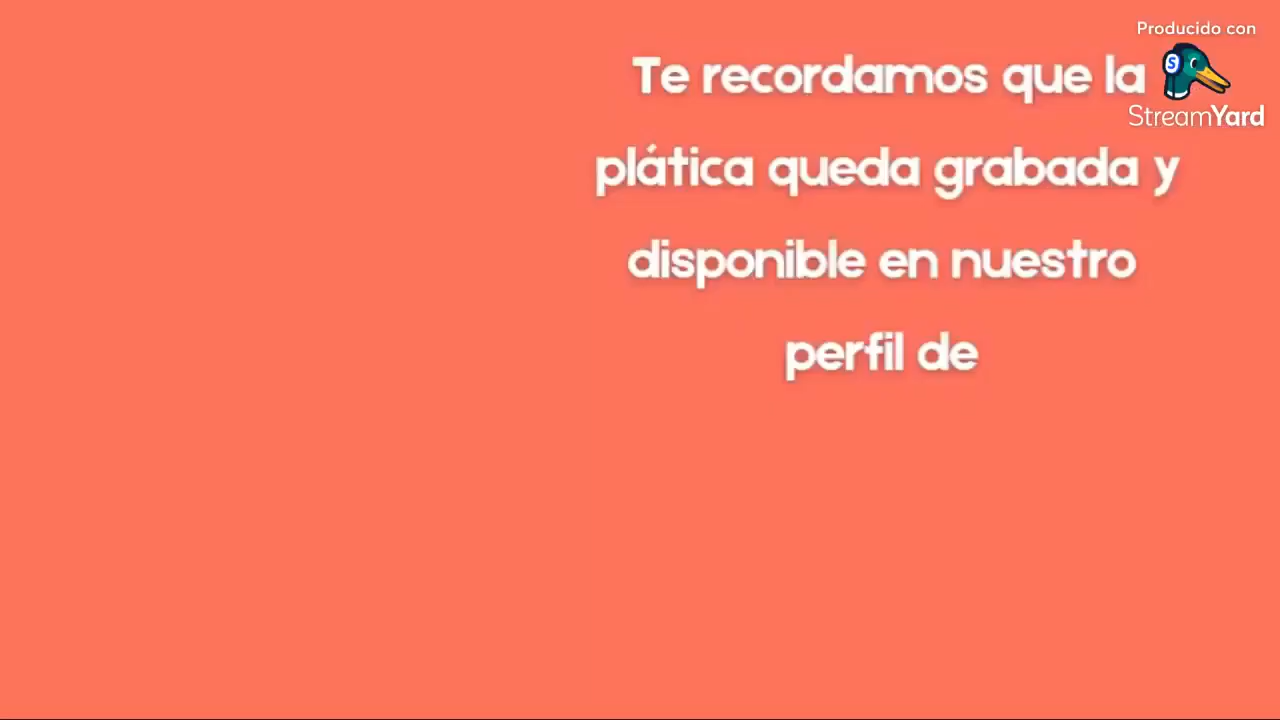 Producido con
StreamYard
Te recordamos que la
plática queda grabada y
disponible en nuestro
perfil de